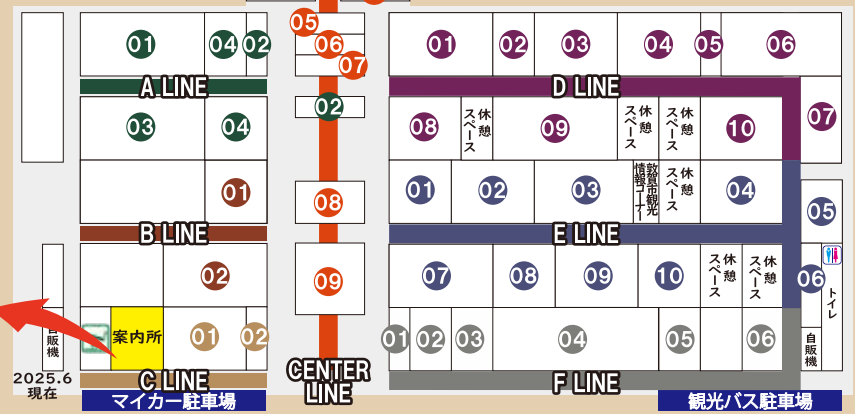 01 04 02
A LINE
03 04
01
B LINE
02
案内所 01 02
C LINE
自販機
2025.6
現在
マイカー駐車場
05
06
07
02
08
09
CENTER
LINE
01 02 03 04 05 06
D LINE
07
08 休憩スペース 09 休憩スペース 休憩スペース 10
01 02 03 敦賀市観光情報コーナー 休憩スペース 04
05
E LINE
07 08 09 10 休憩スペース 休憩スペース 06
トイレ
自販機
01 02 03 04 05 06
F LINE
観光バス駐車場